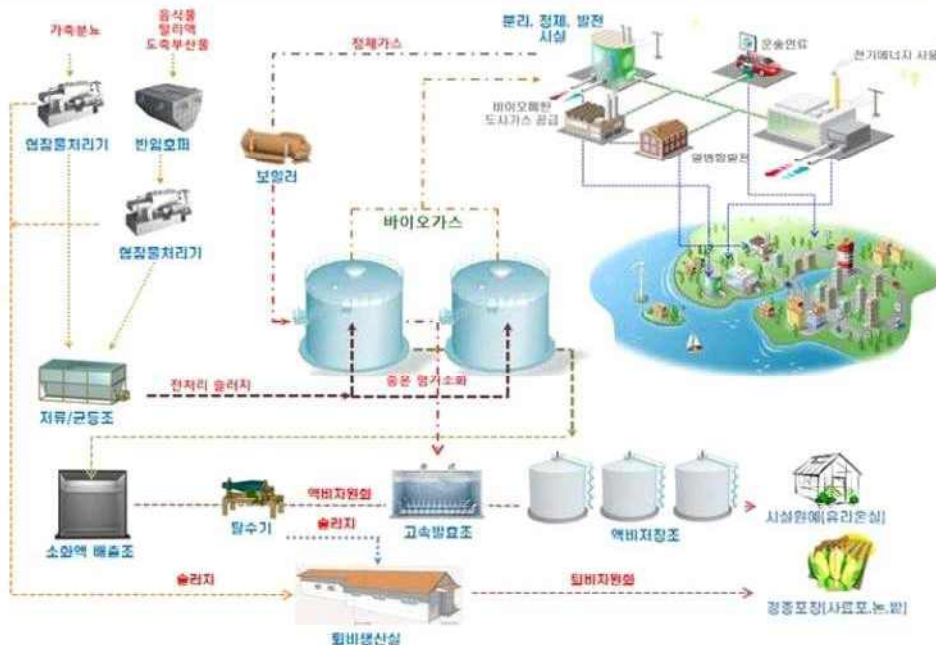 가축분뇨
음식물
탈리액
도축부산물
협잡물처리기
반입호퍼
협잡물처리기
저류/균등조
정제가스
보일러
바이오가스
분리, 정제, 발전
시설
운송연료
전기에너지 사용
바이오메탄
도시가스 공급
열병합발전
전처리 슬러지
중온 혐기소화
소화액 배출조
탈수기
액비자원화
슬러지
고속발효조
액비저장조
시설원예(유리온실)
슬러지
퇴비생산실
퇴비자원화
경종포장(사료포,논,밭)